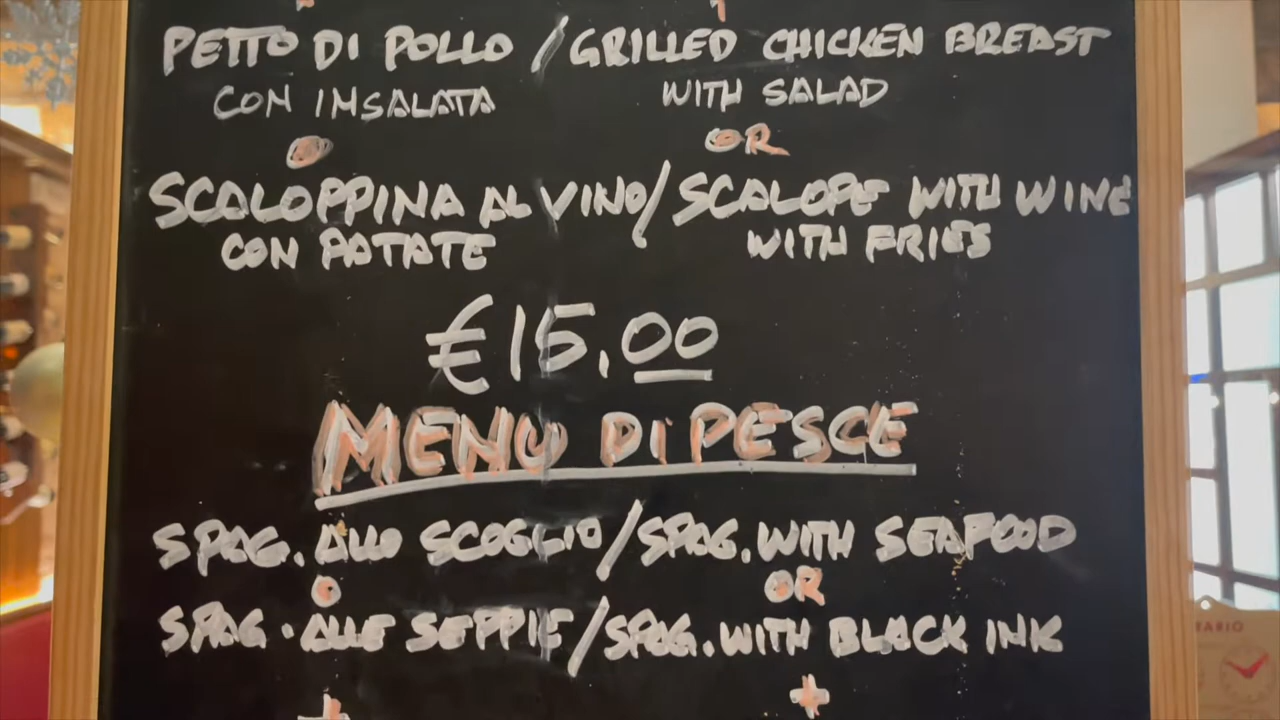 + +
PETTO DI POLLO / GRILLED CHICKEN BREAST
CON INSALATA WITH SALAD
O OR
SCALOPPINA AL VINO / SCALOPE WITH WINE
CON PATATE WITH FRIES
€15,00
MENU DI PESCE
SPAG. ALLO SCOGLIO / SPAG. WITH SEAFOOD
O OR
SPAG. ALLE SEPPIE / SPAG. WITH BLACK INK
+ +